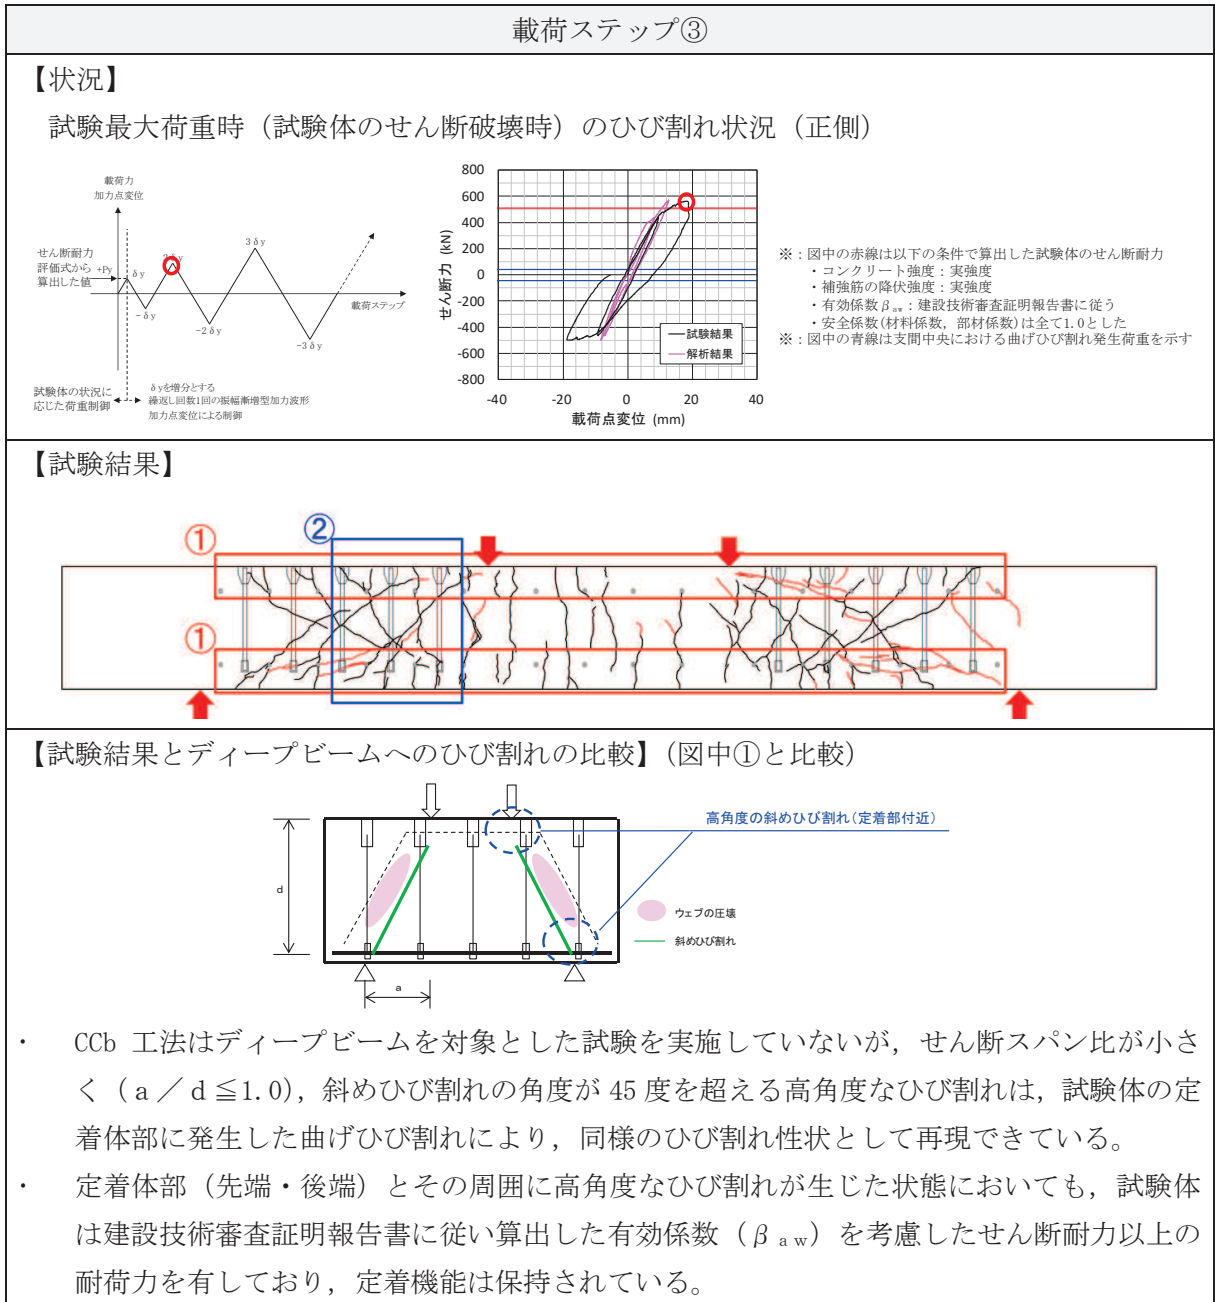 載荷ステップ③
【状況】
試験最大荷重時（試験体のせん断破壊時）のひび割れ状況（正側）
載荷力
加力点変位
せん断耐力
評価式から
算出した値
+Py
δy
2δy
3δy
-δy
-2δy
-3δy
載荷ステップ
試験体の状況に
応じた荷重制御
δyを増分とする
繰返し回数1回の振幅漸増型加力波形
加力点変位による制御
せん断力 (kN)
800
600
400
200
0
-200
-400
-600
-800
-40
-20
0
20
40
載荷点変位 (mm)
試験結果
解析結果
※：図中の赤線は以下の条件で算出した試験体のせん断耐力
・コンクリート強度：実強度
・補強筋の降伏強度：実強度
・有効係数βaw：建設技術審査証明報告書に従う
・安全係数(材料係数，部材係数)は全て1.0とした
※：図中の青線は支間中央における曲げひび割れ発生荷重を示す
【試験結果】
①
②
①
【試験結果とディープビームへのひび割れの比較】（図中①と比較）
高角度の斜めひび割れ（定着部付近）
d
a
ウェブの圧壊
斜めひび割れ
・ CCb 工法はディープビームを対象とした試験を実施していないが，せん断スパン比が小さ
く（a／d≦1.0），斜めひび割れの角度が 45 度を超える高角度なひび割れは，試験体の定
着体部に発生した曲げひび割れにより，同様のひび割れ性状として再現できている。
・ 定着体部（先端・後端）とその周囲に高角度なひび割れが生じた状態においても，試験体
は建設技術審査証明報告書に従い算出した有効係数（βaw）を考慮したせん断耐力以上の
耐荷力を有しており，定着機能は保持されている。